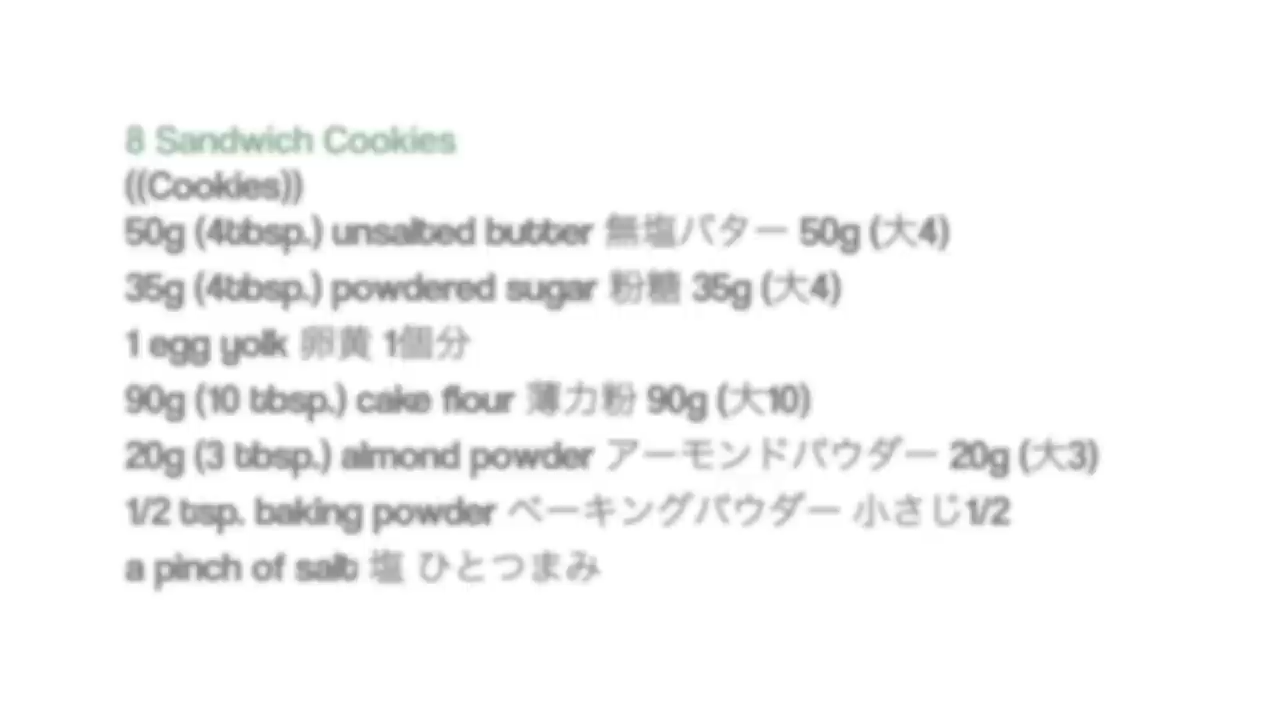 8 Sandwich Cookies
((Cookies))
50g (4tbsp.) unsalted butter 無塩バター 50g (大4)
35g (4tbsp.) powdered sugar 粉糖 35g (大4)
1 egg yolk 卵黄 1個分
90g (10 tbsp.) cake flour 薄力粉 90g (大10)
20g (3 tbsp.) almond powder アーモンドパウダー 20g (大3)
1/2 tsp. baking powder ベーキングパウダー 小さじ1/2
a pinch of salt 塩 ひとつまみ